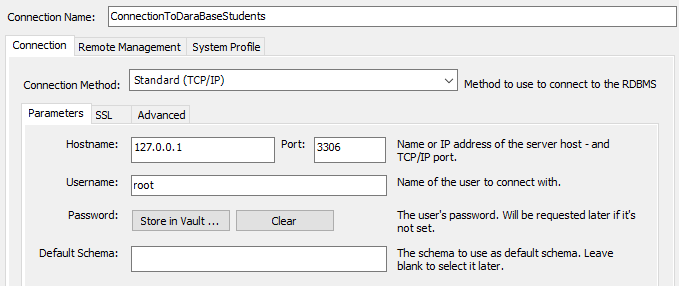 Connection Name: ConnectionToDaraBaseStudents
Connection Remote Management System Profile
Connection Method: Standard (TCP/IP) Method to use to connect to the RDBMS
Parameters SSL Advanced
Hostname: 127.0.0.1 Port: 3306 Name or IP address of the server host - and
TCP/IP port.
Username: root Name of the user to connect with.
Password: Store in Vault ... Clear The user's password. Will be requested later if it's
not set.
Default Schema: The schema to use as default schema. Leave
blank to select it later.